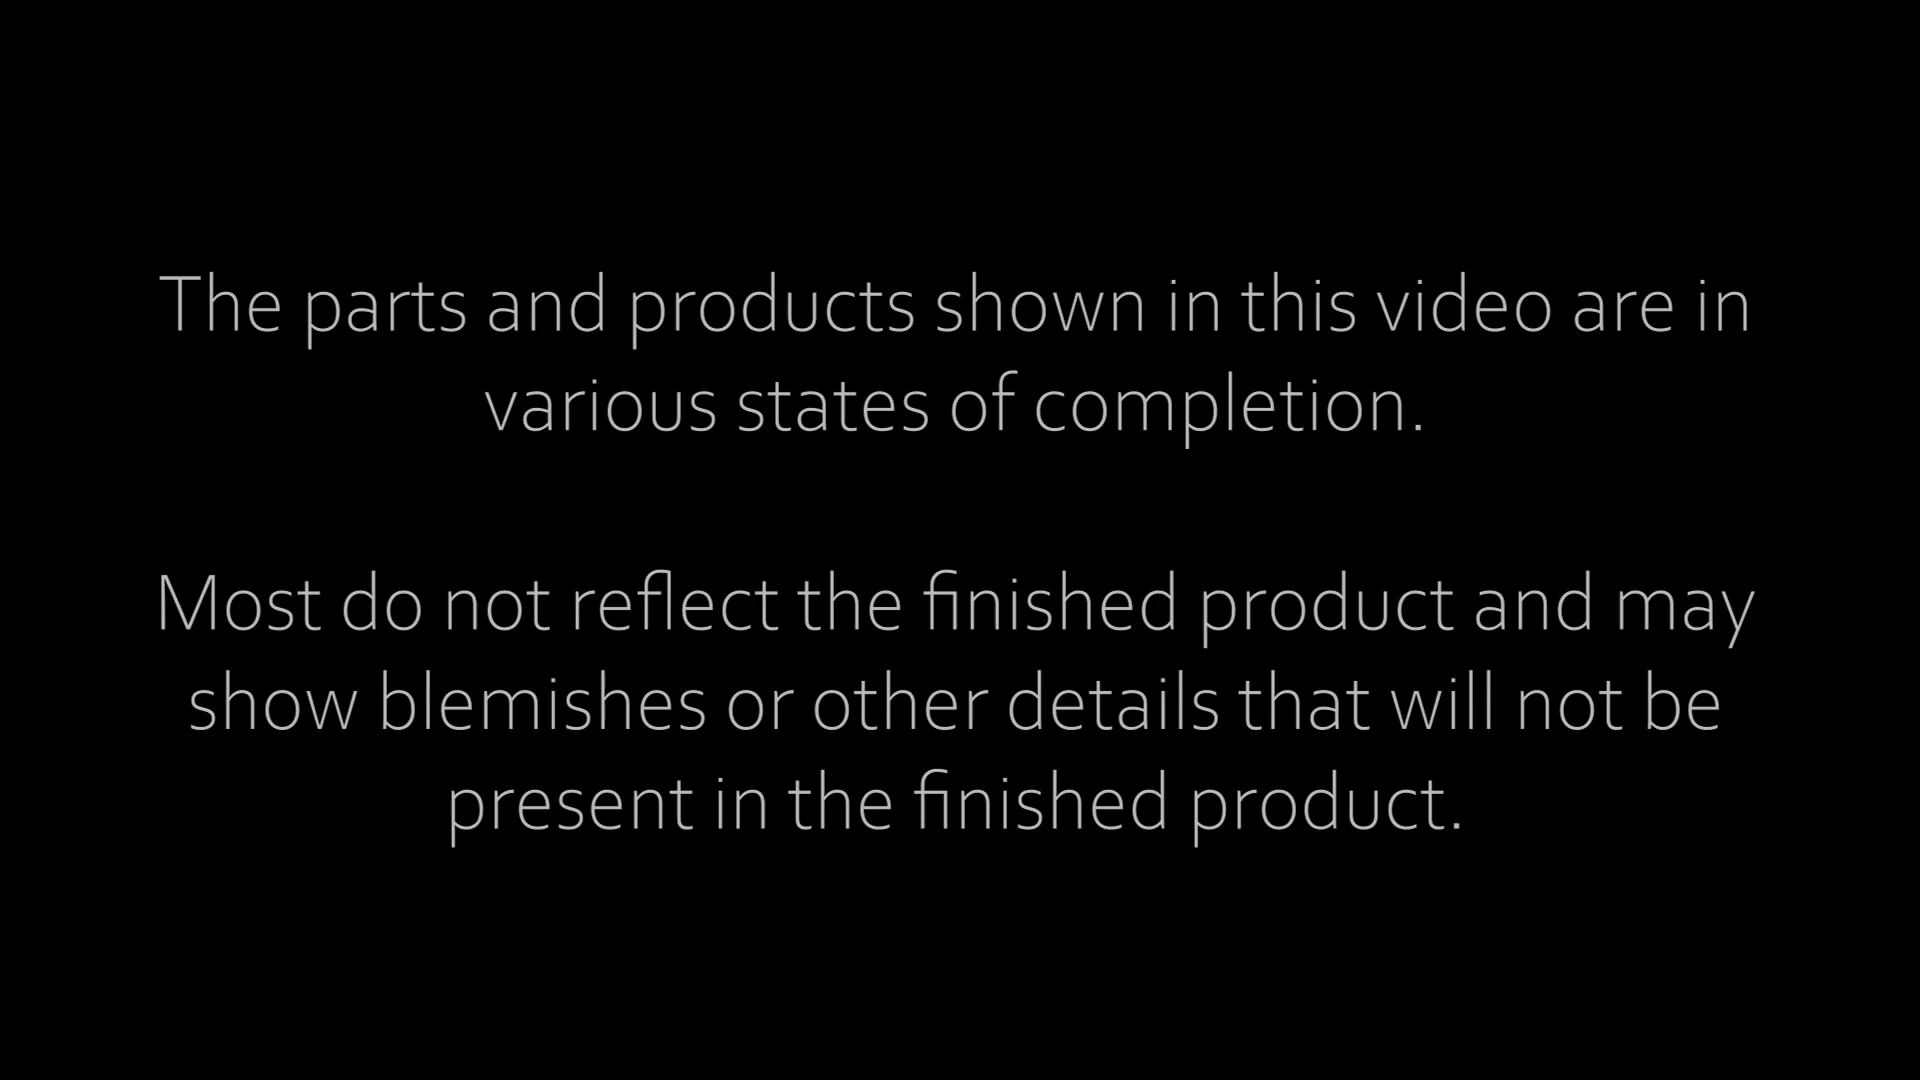 The parts and products shown in this video are in
various states of completion.
Most do not reflect the finished product and may
show blemishes or other details that will not be
present in the finished product.